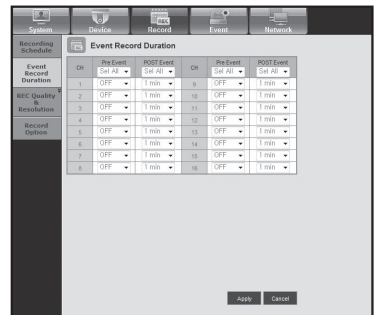 System Device Record Event Network
REC
Recording Schedule
Event Record Duration
REC Quality & Resolution
Record Option
Event Record Duration
CH Pre Event POST Event CH Pre Event POST Event
Sel All Sel All Sel All Sel All
1 OFF 1 min 9 OFF 1 min
2 OFF 1 min 10 OFF 1 min
3 OFF 1 min 11 OFF 1 min
4 OFF 1 min 12 OFF 1 min
5 OFF 1 min 13 OFF 1 min
6 OFF 1 min 14 OFF 1 min
7 OFF 1 min 15 OFF 1 min
8 OFF 1 min 16 OFF 1 min
Apply Cancel